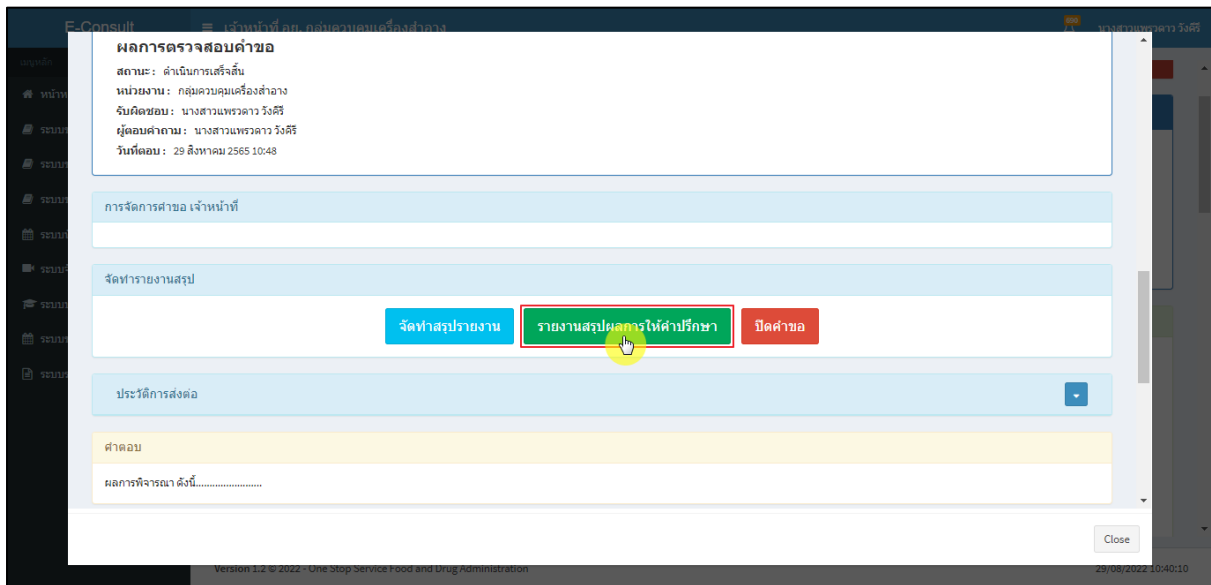 E-Consult
เจ้าหน้าที่ อย. กลุ่มควบคุมเครื่องสำอาง
นางสาวแพรวดาว วังคีรี
เมนูหลัก
ผลการตรวจสอบคำขอ
สถานะ : ดำเนินการเสร็จสิ้น
หน่วยงาน : กลุ่มควบคุมเครื่องสำอาง
รับผิดชอบ : นางสาวแพรวดาว วังคีรี
ผู้ตอบคำถาม : นางสาวแพรวดาว วังคีรี
วันที่ตอบ : 29 สิงหาคม 2565 10:48
การจัดการคำขอ เจ้าหน้าที่
จัดทำรายงานสรุป
จัดทำสรุปรายงาน
รายงานสรุปผลการให้คำปรึกษา
ปิดคำขอ
ประวัติการส่งต่อ
คำตอบ
ผลการพิจารณา ดังนี้........................
Close
Version 1.2 © 2022 - One Stop Service Food and Drug Administration
29/08/2022 10:40:10